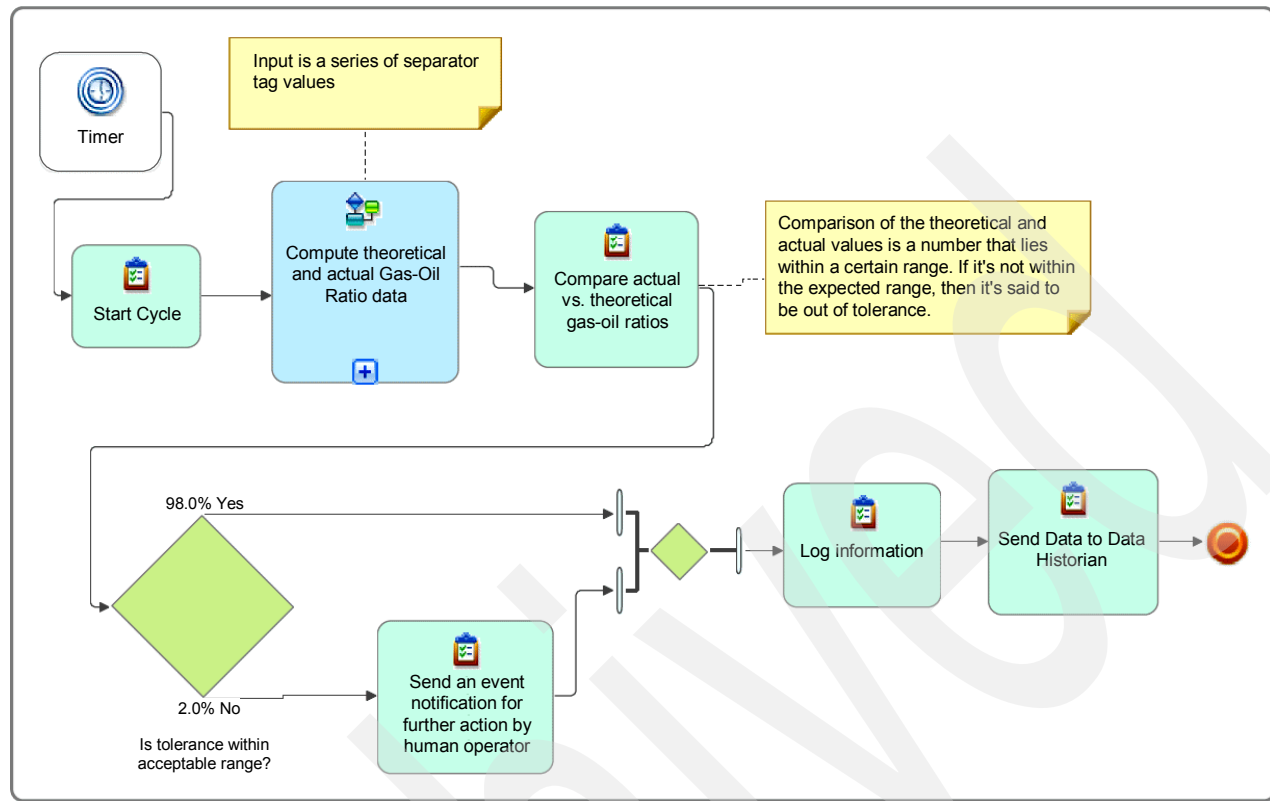 Timer
Input is a series of separator
tag values
Start Cycle
Compute theoretical
and actual Gas-Oil
Ratio data
Compare actual
vs. theoretical
gas-oil ratios
Comparison of the theoretical and
actual values is a number that lies
within a certain range. If it's not within
the expected range, then it's said to
be out of tolerance.
98.0% Yes
2.0% No
Is tolerance within
acceptable range?
Send an event
notification for
further action by
human operator
Log information
Send Data to Data
Historian